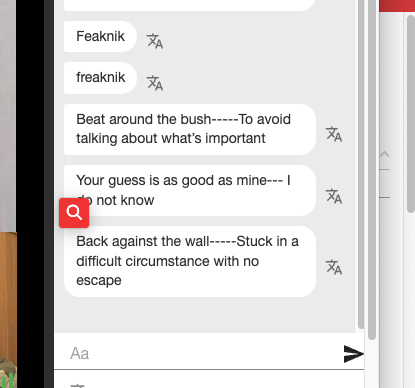 Feaknik
freaknik
Beat around the bush-----To avoid
talking about what's important
Your guess is as good as mine--- I
do not know
Back against the wall-----Stuck in a
difficult circumstance with no
escape
Aa